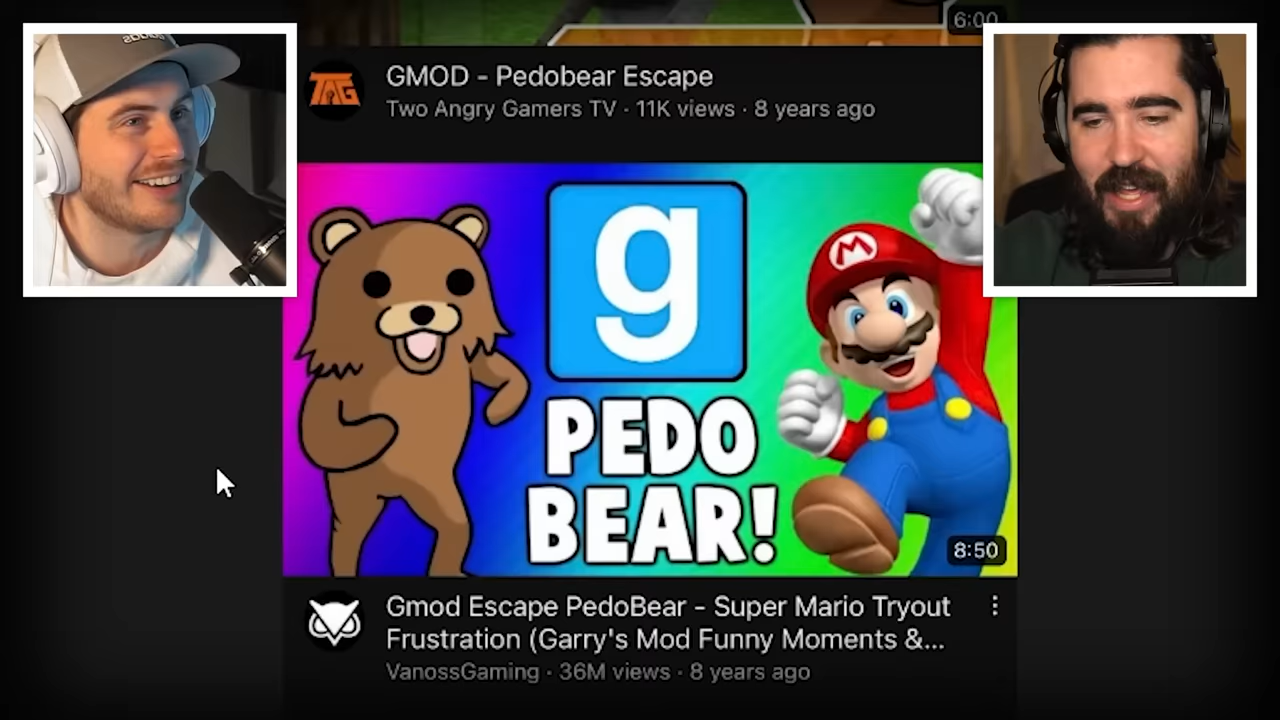 6:00
TAG
GMOD - Pedobear Escape
Two Angry Gamers TV · 11K views · 8 years ago
g
M
PEDO
BEAR!
8:50
Gmod Escape PedoBear - Super Mario Tryout
Frustration (Garry's Mod Funny Moments &...
VanossGaming · 36M views · 8 years ago